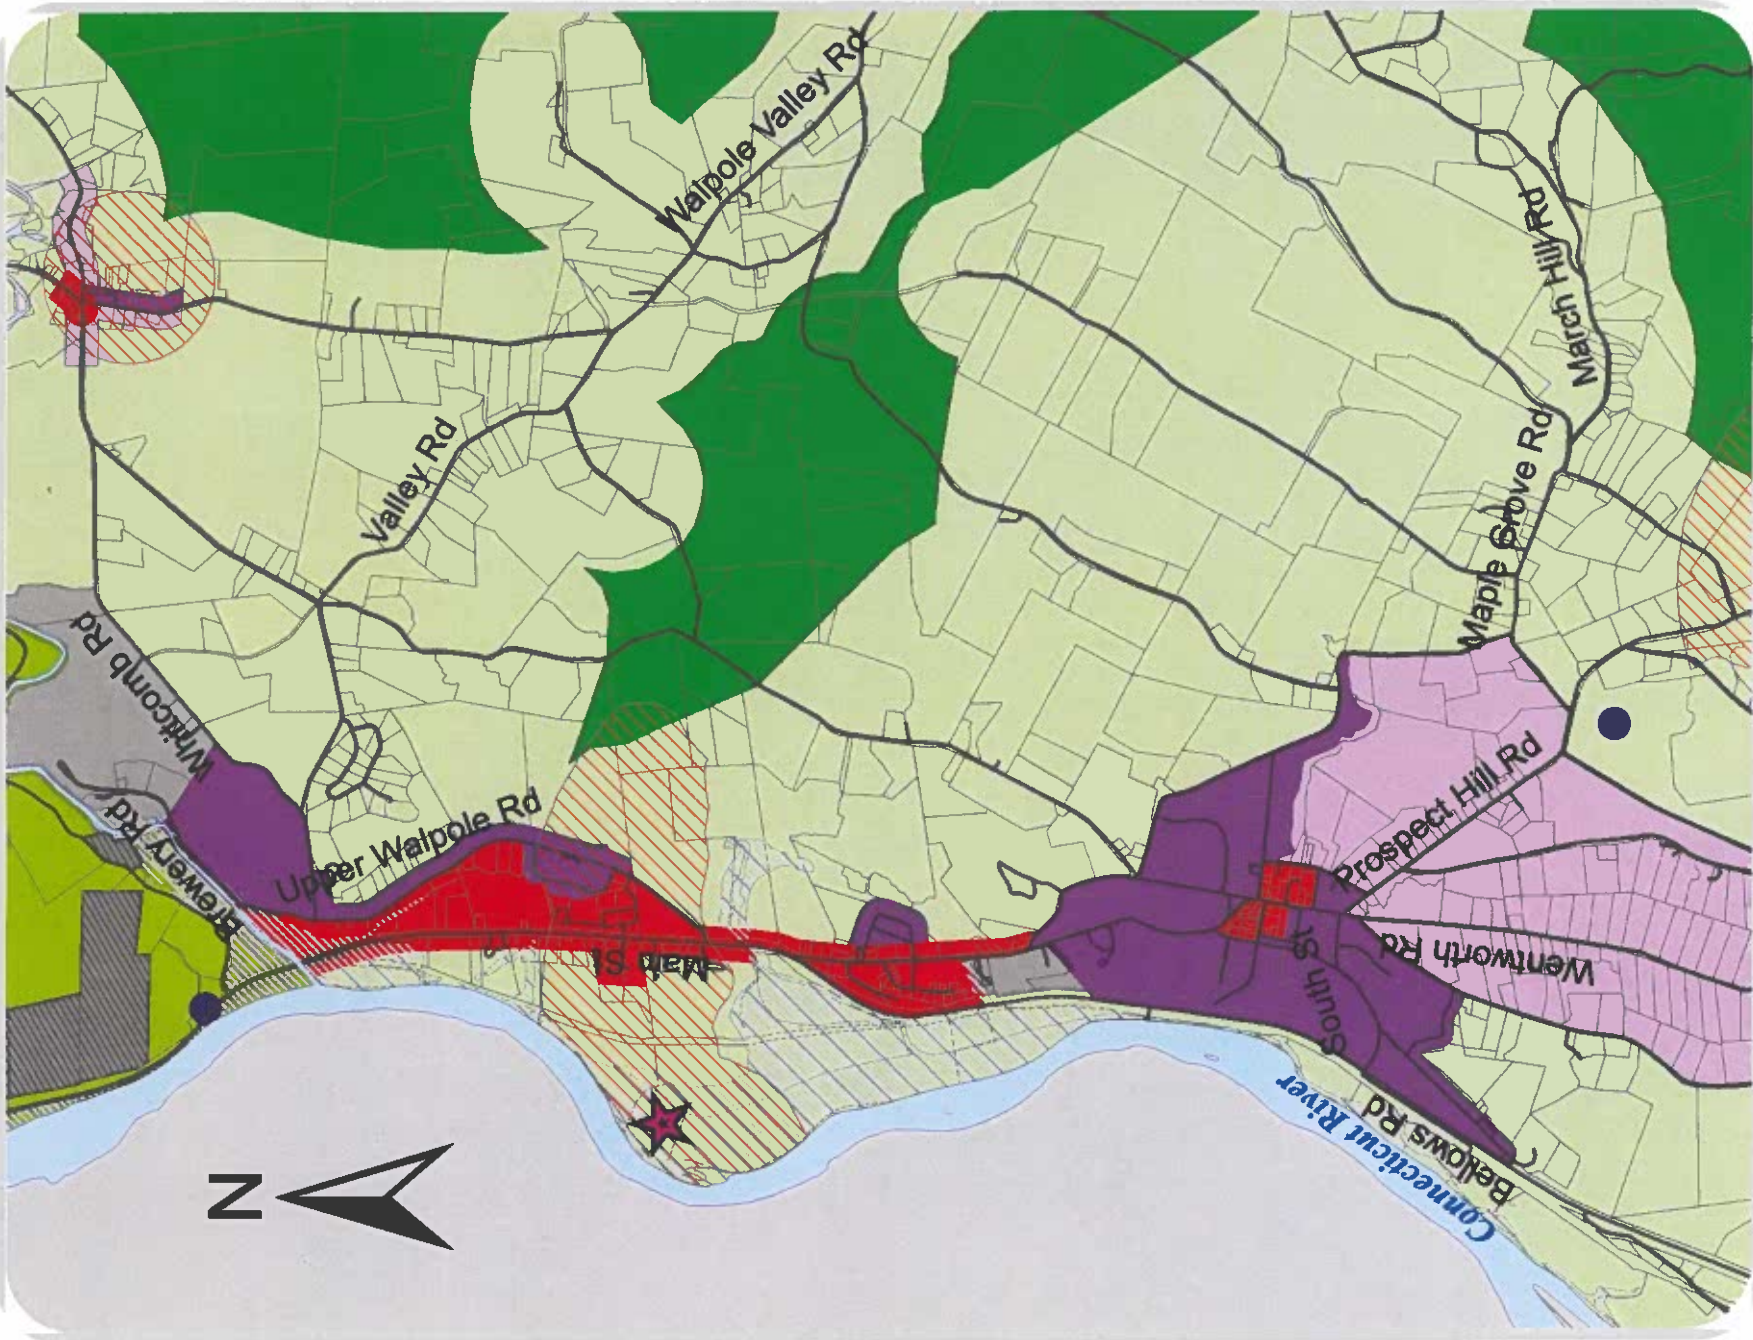 Walpole Valley Rd
March Hill Rd
Valley Rd
Maple Grove Rd
Whitcomb Rd
Brewery Rd
Upper Walpole Rd
Prospect Hill Rd
Main St
Wentworth Rd
South St
Bellows Rd
Connecticut River
N